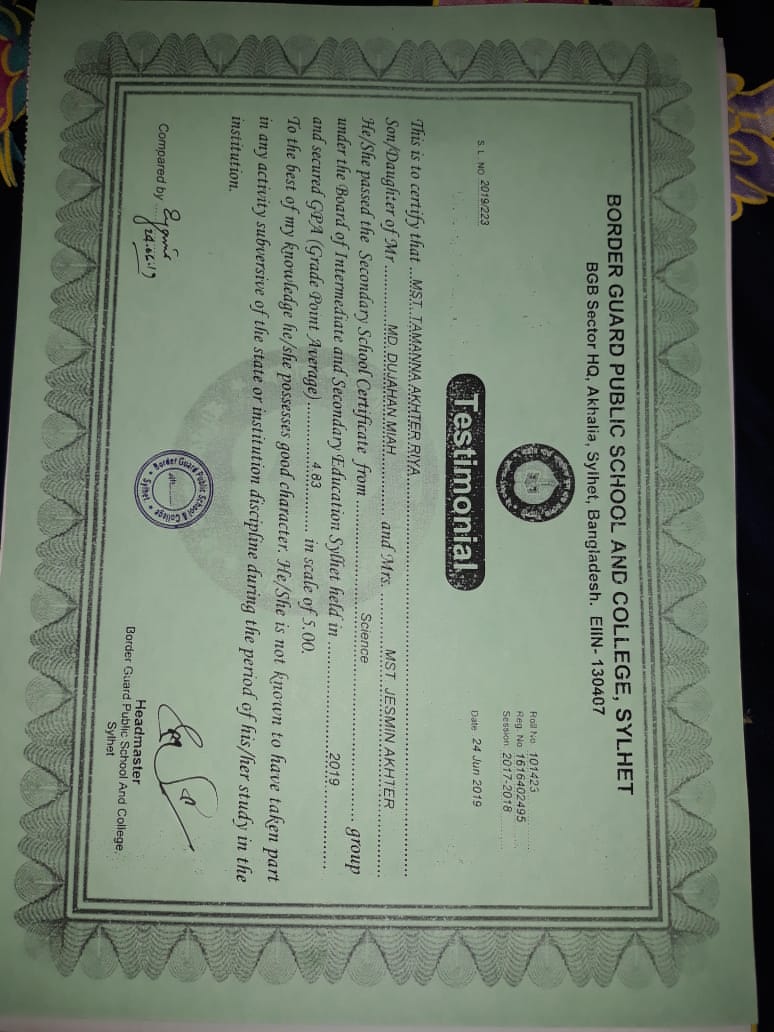 BORDER GUARD PUBLIC SCHOOL AND COLLEGE, SYLHET
BGB Sector HQ, Akhalia, Sylhet, Bangladesh. EIIN- 130407
Roll No. 101423
Reg. No. 1616402495
Session: 2017-2018
S. L. NO 2019/223
Date 24 Jun 2019
Testimonial
This is to certify that ...MST. TAMANNA AKHTER RIYA
Son/Daughter of Mr............. MD. DUJAHAN MIAH ............... and Mrs. ............ MST. JESMIN AKHTER
He/She passed the Secondary School Certificate from ......................... Science ................................ group
under the Board of Intermediate and Secondary Education Sylhet held in ........................ 2019 .................
and secured GPA (Grade Point Average)............. 4.83 ........... in scale of 5.00.
To the best of my knowledge he/she possesses good character. He/She is not known to have taken part
in any activity subversive of the state or institution discipline during the period of his/her study in the
institution.
Compared by
24.06.19
Border Guard Public School & College
Sylhet
Headmaster
Border Guard Public School And College,
Sylhet